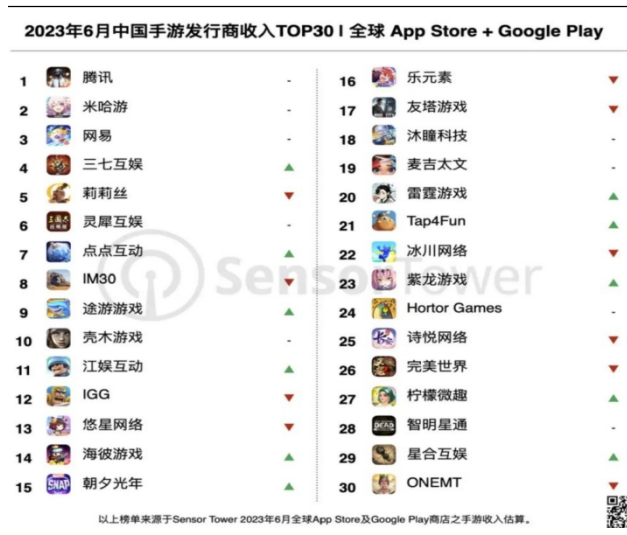 2023年6月中国手游发行商收入TOP30 | 全球 App Store + Google Play
1 腾讯 -
2 米哈游 -
3 网易 -
4 三七互娱 ▲
5 莉莉丝 ▼
6 灵犀互娱 -
7 点点互动 ▲
8 IM30 ▼
9 途游游戏 ▲
10 壳木游戏 -
11 江娱互动 ▲
12 IGG ▼
13 悠星网络 ▼
14 海彼游戏 ▲
15 朝夕光年 ▲
16 乐元素 ▼
17 友塔游戏 ▼
18 沐瞳科技 -
19 麦吉太文 -
20 雷霆游戏 ▲
21 Tap4Fun ▲
22 冰川网络 ▼
23 紫龙游戏 ▲
24 Hortor Games -
25 诗悦网络 ▼
26 完美世界 ▼
27 柠檬微趣 ▲
28 智明星通 -
29 星合互娱 ▲
30 ONEMT ▼
SensorTower
SNAP
DEAD
以上榜单来源于Sensor Tower 2023年6月全球App Store及Google Play商店之手游收入估算。